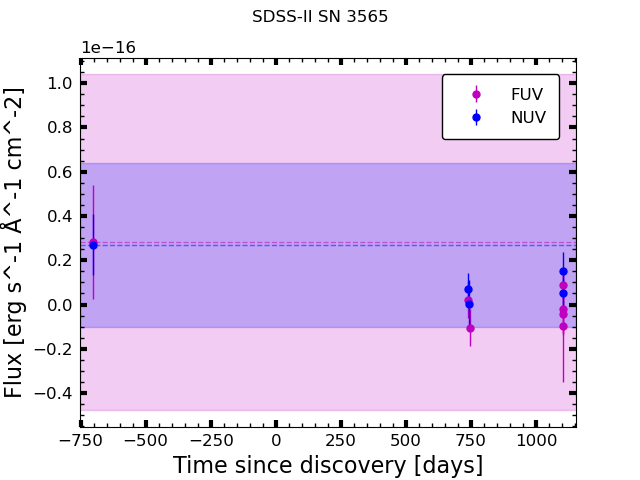 SDSS-II SN 3565
1e−16
FUV
NUV
1.0
0.8
0.6
0.4
0.2
0.0
−0.2
−0.4
Flux [erg s^-1 Å^-1 cm^-2]
−750 −500 −250 0 250 500 750 1000
Time since discovery [days]